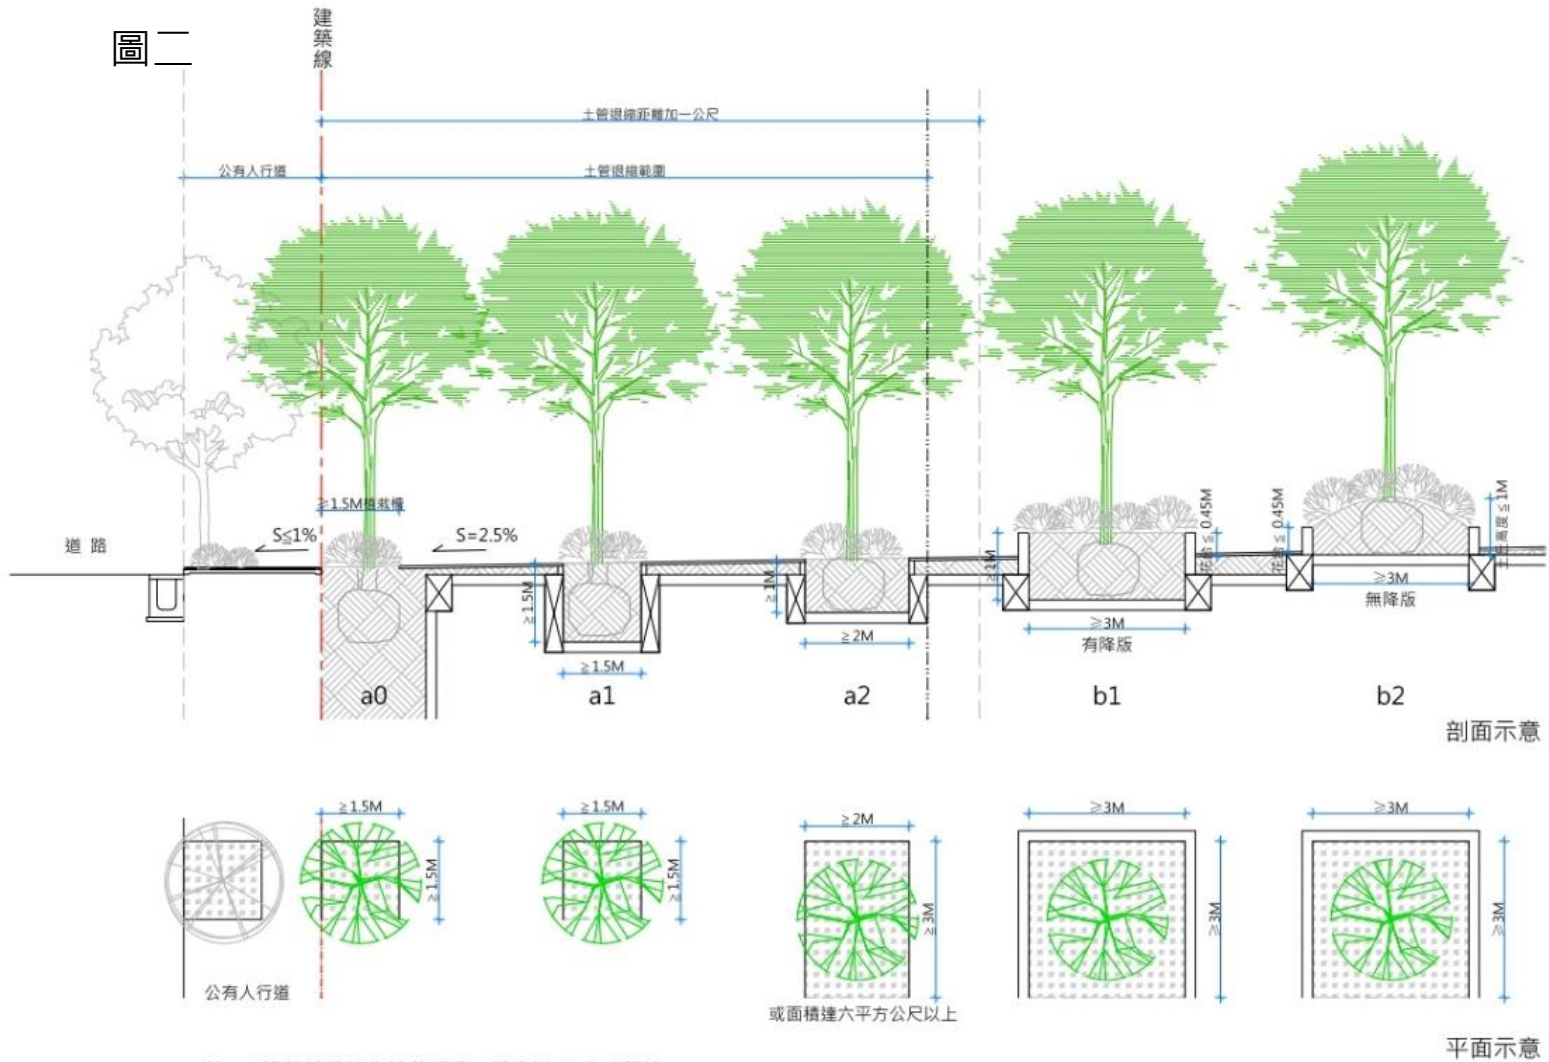 圖二
建築線
土管退縮距離加一公尺
公有人行道
土管退縮範圍
≧1.5M植栽槽
道路
S≦1%
S=2.5%
≧1.5M
≧1M
≧1M
花台≦0.45M
花台≦0.45M
≦1M
≧1.5M
≧2M
≧3M
有降版
≧3M
無降版
a0
a1
a2
b1
b2
剖面示意
≧1.5M
≧1.5M
≧2M
≧3M
≧3M
≧1.5M
≧1.5M
≧3M
≧3M
≧3M
公有人行道
或面積達六平方公尺以上
平面示意